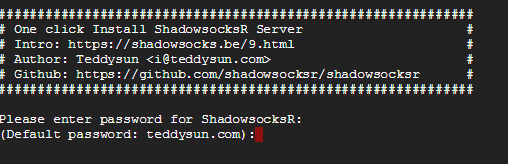 ###############################################################
# One click Install ShadowsocksR Server                       #
# Intro: https://shadowsocks.be/9.html                        #
# Author: Teddysun <i@teddysun.com>                           #
# Github: https://github.com/shadowsocksr/shadowsocksr        #
###############################################################
Please enter password for ShadowsocksR:
(Default password: teddysun.com):